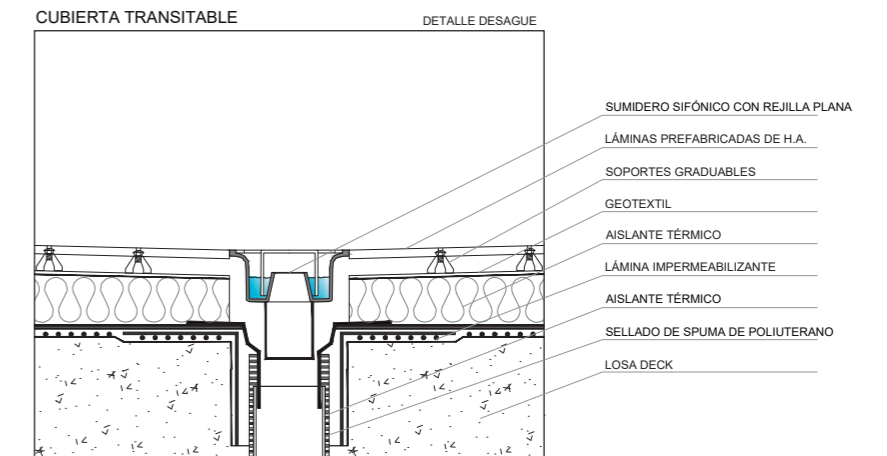 CUBIERTA TRANSITABLE
DETALLE DESAGUE
SUMIDERO SIFÓNICO CON REJILLA PLANA
LÁMINAS PREFABRICADAS DE H.A.
SOPORTES GRADUABLES
GEOTEXTIL
AISLANTE TÉRMICO
LÁMINA IMPERMEABILIZANTE
AISLANTE TÉRMICO
SELLADO DE SPUMA DE POLIUTERANO
LOSA DECK